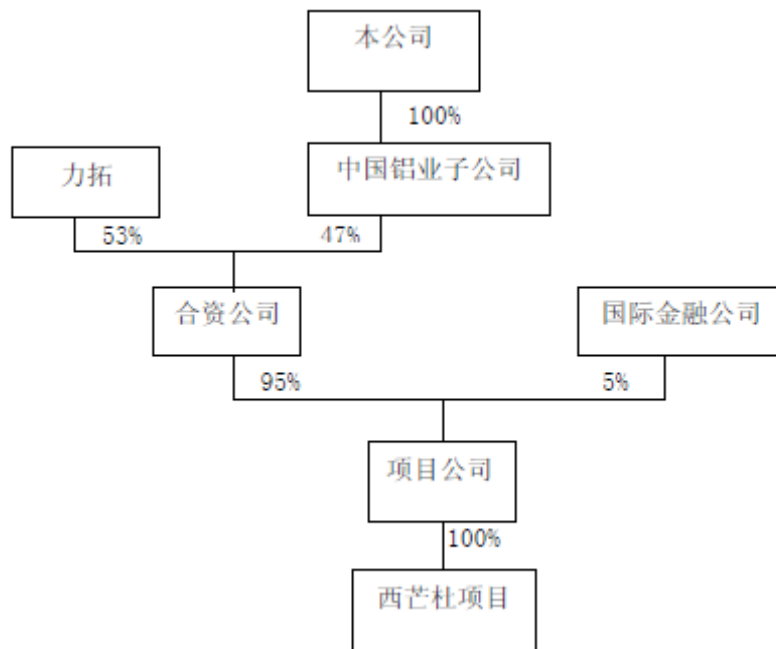 本公司
100%
力拓
中国铝业子公司
53%
47%
合资公司
国际金融公司
95%
5%
项目公司
100%
西芒杜项目